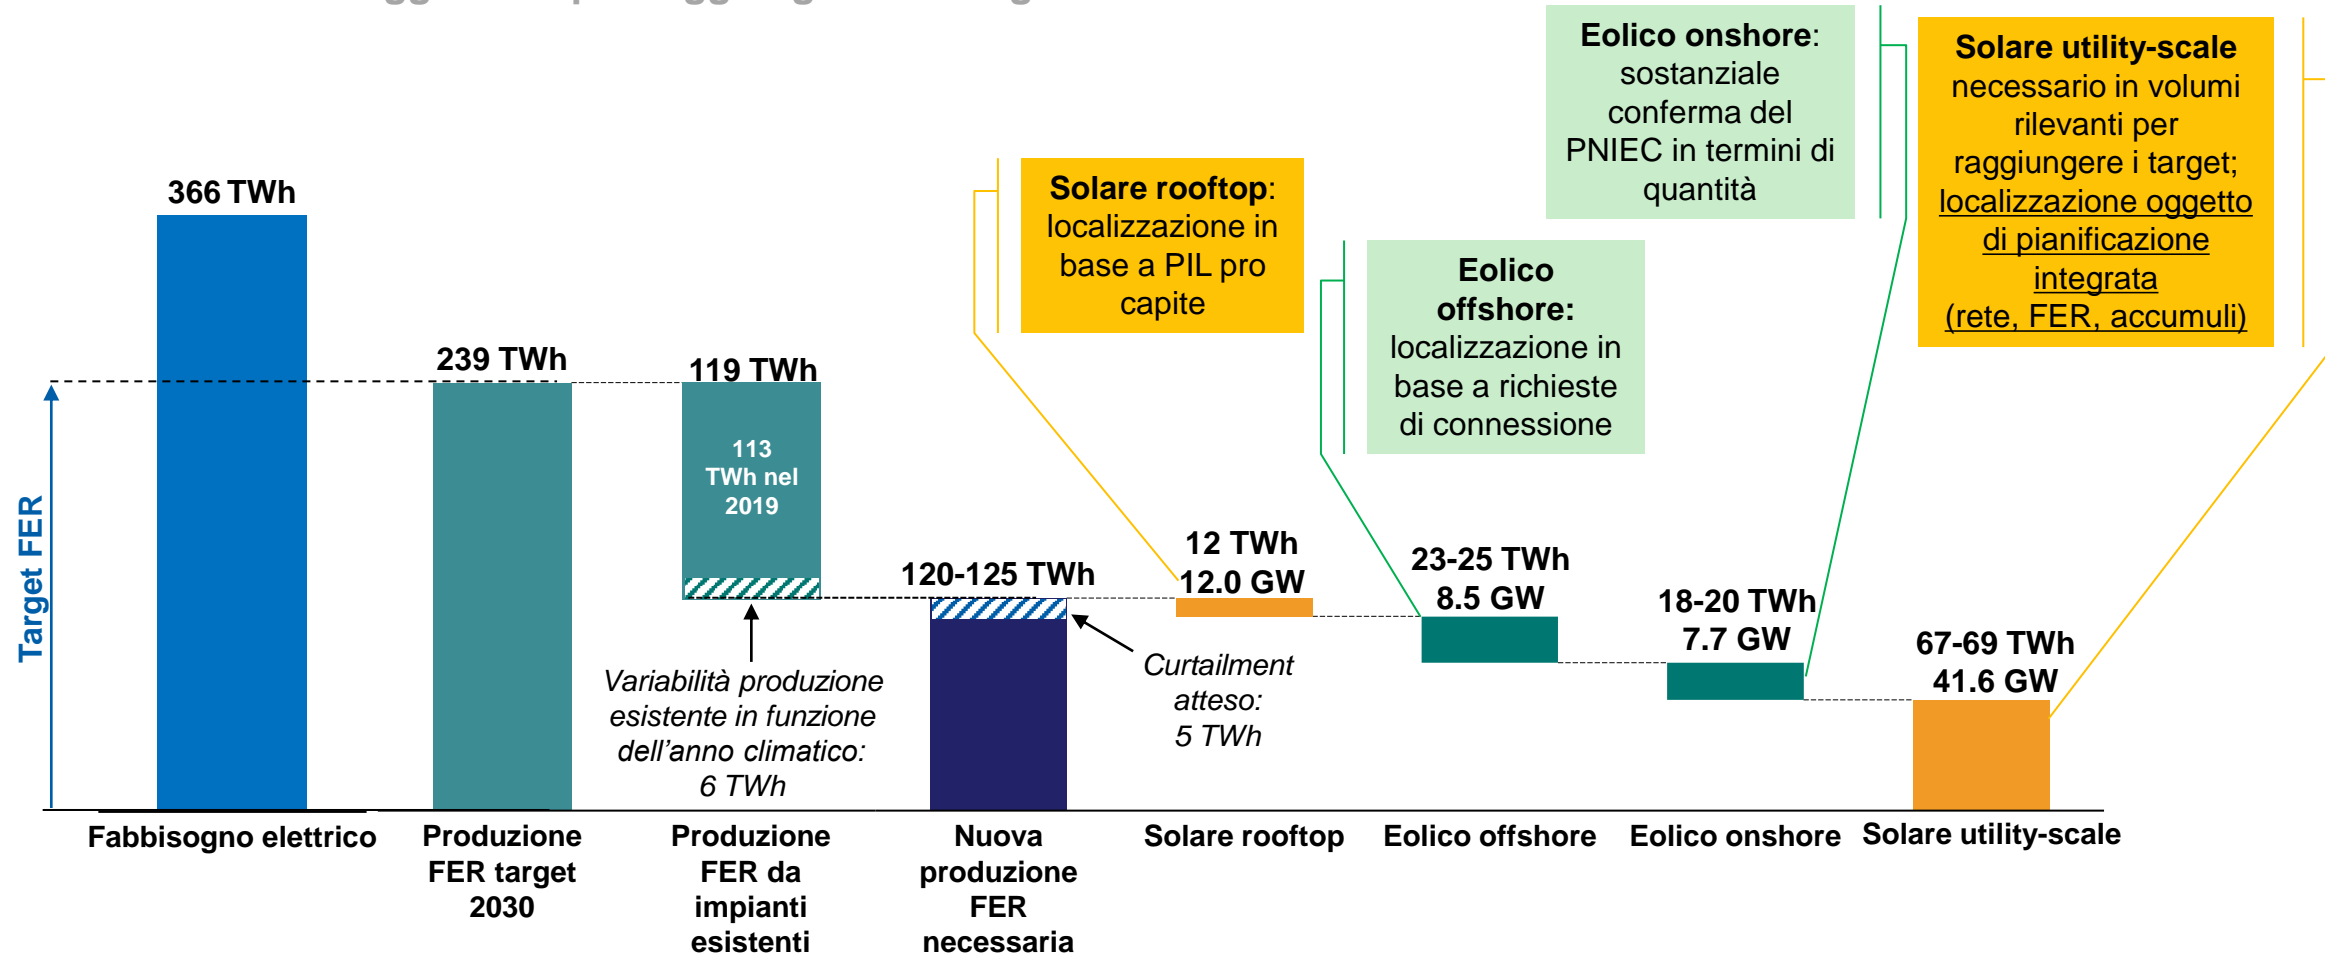 Eolico onshore:
sostanziale
conferma del
PNIEC in termini di
quantità
Solare utility-scale
necessario in volumi
rilevanti per
raggiungere i target;
localizzazione oggetto
di pianificazione
integrata
(rete, FER, accumuli)
Solare rooftop:
localizzazione in
base a PIL pro
capite
Eolico
offshore:
localizzazione in
base a richieste
di connessione
366 TWh
239 TWh
119 TWh
113
TWh nel
2019
Target FER
120-125 TWh
12 TWh
12.0 GW
23-25 TWh
8.5 GW
18-20 TWh
7.7 GW
67-69 TWh
41.6 GW
Variabilità produzione
esistente in funzione
dell'anno climatico:
6 TWh
Curtailment
atteso:
5 TWh
Fabbisogno elettrico
Produzione
FER target
2030
Produzione
FER da
impianti
esistenti
Nuova
produzione
FER
necessaria
Solare rooftop
Eolico offshore
Eolico onshore
Solare utility-scale